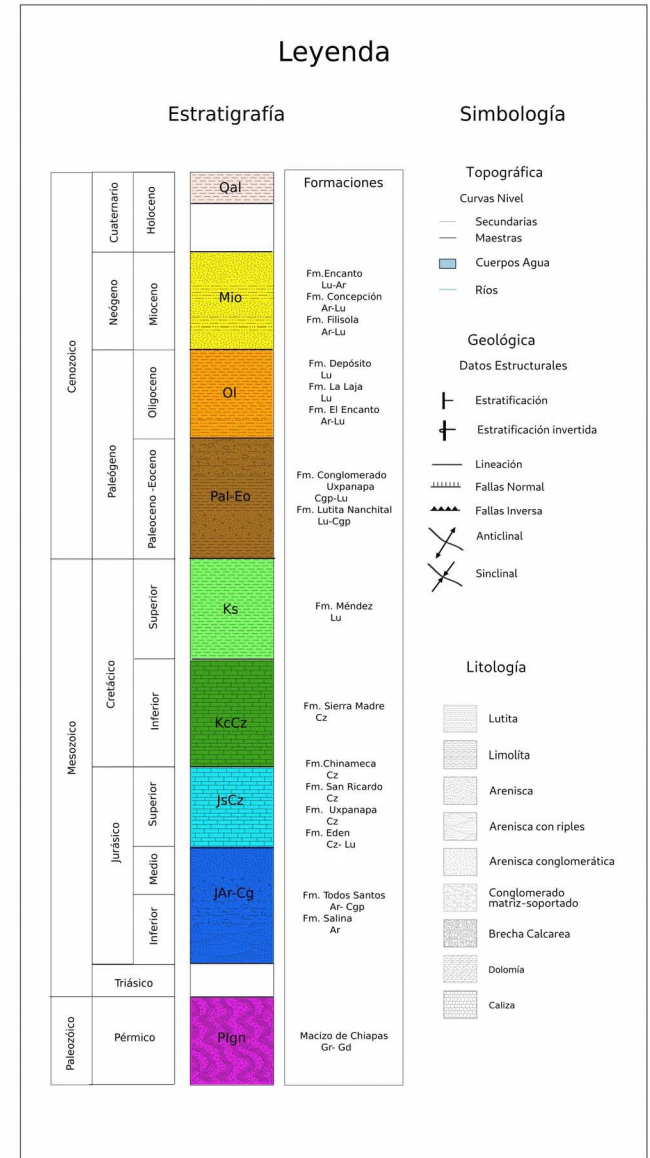 Leyenda
Estratigrafía
Simbología
Cenozoico
Mesozoico
Paleozóico
Cuaternario
Neógeno
Paleógeno
Cretácico
Jurásico
Triásico
Pérmico
Holoceno
Mioceno
Oligoceno
Paleoceno -Eoceno
Superior
Inferior
Superior
Medio
Inferior
Qal
Mio
Ol
Pal-Eo
Ks
KcCz
JsCz
JAr-Cg
PIgn
Formaciones
Fm.Encanto
Lu-Ar
Fm. Concepción
Ar-Lu
Fm. Filisola
Ar-Lu
Fm. Depósito
Lu
Fm. La Laja
Lu
Fm. El Encanto
Ar-Lu
Fm. Conglomerado
Uxpanapa
Cgp-Lu
Fm. Lutita Nanchital
Lu-Cgp
Fm. Méndez
Lu
Fm. Sierra Madre
Cz
Fm.Chinameca
Cz
Fm. San Ricardo
Cz
Fm. Uxpanapa
Cz
Fm. Eden
Cz- Lu
Fm. Todos Santos
Ar- Cgp
Fm. Salina
Ar
Macizo de Chiapas
Gr- Gd
Topográfica
Curvas Nivel
Secundarias
Maestras
Cuerpos Agua
Ríos
Geológica
Datos Estructurales
Estratificación
Estratificación invertida
Lineación
Fallas Normal
Fallas Inversa
Anticlinal
Sinclinal
Litología
Lutita
Limolíta
Arenisca
Arenisca con riples
Arenisca conglomerática
Conglomerado
matriz-soportado
Brecha Calcarea
Dolomía
Caliza